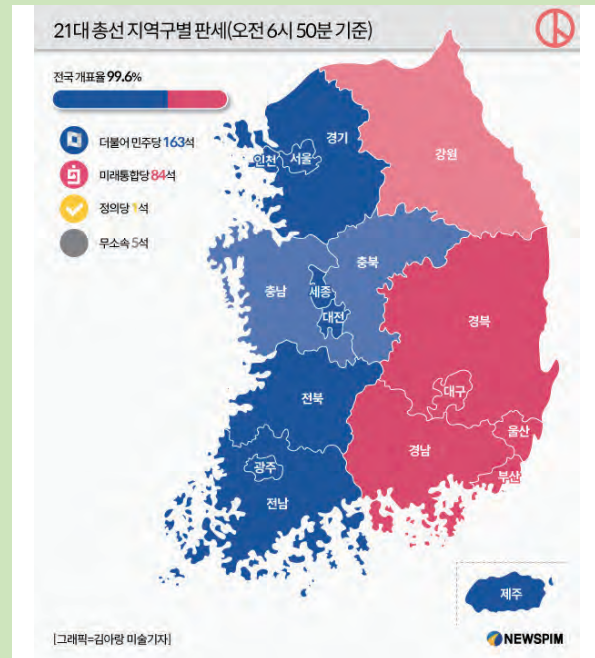 21대 총선 지역구별 판세(오전 6시 50분 기준)
전국 개표율 99.6%
더불어 민주당 163석
미래통합당 84석
정의당 1석
무소속 5석
경기
강원
인천
서울
충북
충남
세종
대전
경북
전북
대구
울산
경남
광주
부산
전남
제주
[그래픽=김아랑 미술기자]
NEWSPIM